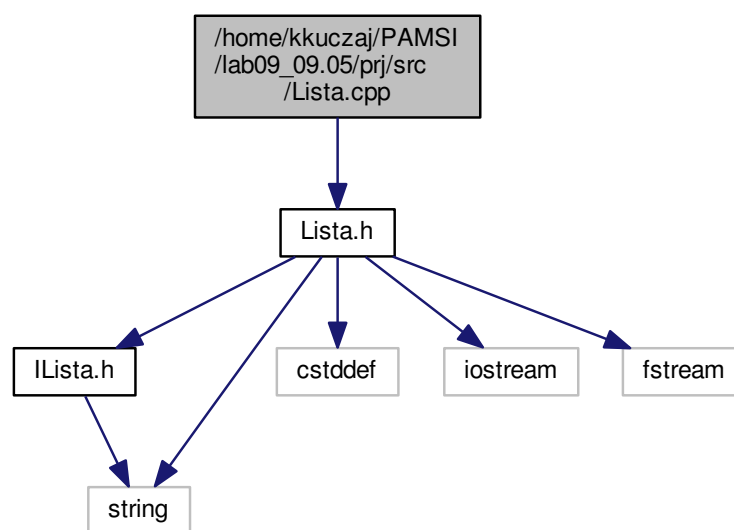 /home/kkuczaj/PAMSI
/lab09_09.05/prj/src
/Lista.cpp
Lista.h
ILista.h
cstddef
iostream
fstream
string